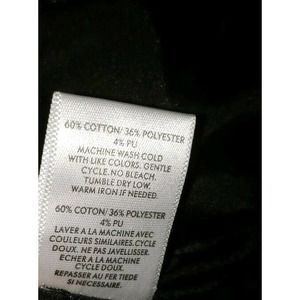 60% COTTON/ 36% POLYESTER
4% PU
MACHINE WASH COLD
WITH LIKE COLORS. GENTLE
CYCLE. NO BLEACH.
TUMBLE DRY LOW.
WARM IRON IF NEEDED.
60% COTON/ 36% POLYESTER
4% PU
LAVER A LA MACHINE AVEC
COULEURS SIMILAIRES. CYCLE
DOUX. NE PAS JAVELLISER.
ECHER A LA MACHINE
CYCLE DOUX.
REPASSER AU FER TIEDE
SI NECESSAIRE.